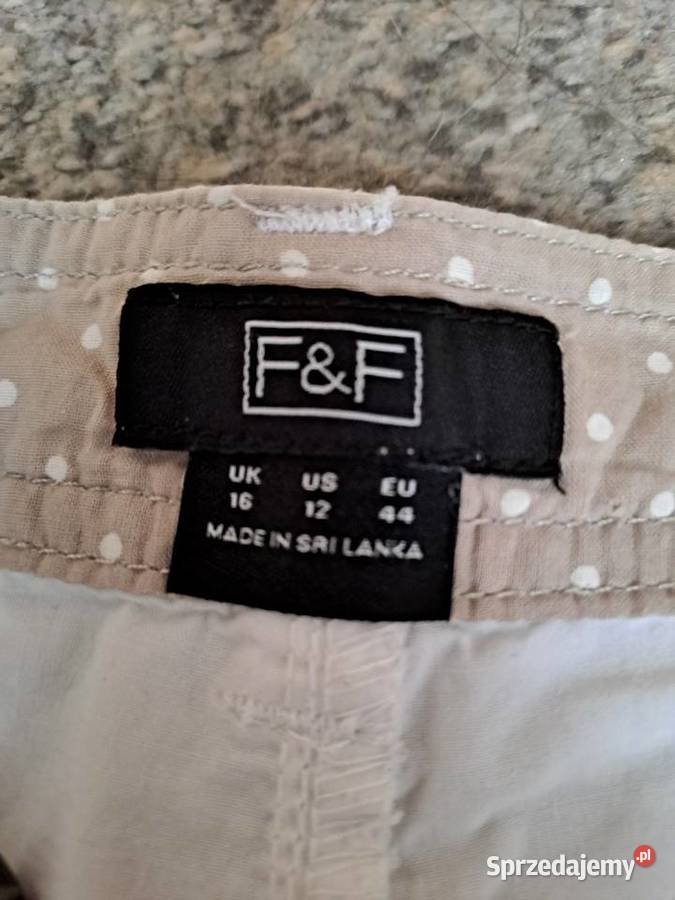 F&F
UK US EU
16 12 44
MADE IN SRI LANKA
Sprzedajemy.pl